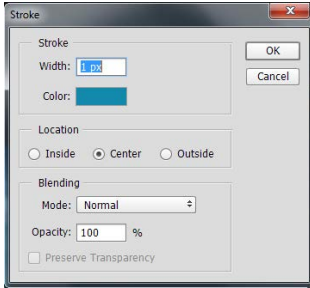 Stroke
Stroke
Width: 1 px
Color:
OK
Cancel
Location
Inside Center Outside
Blending
Mode: Normal
Opacity: 100 %
Preserve Transparency